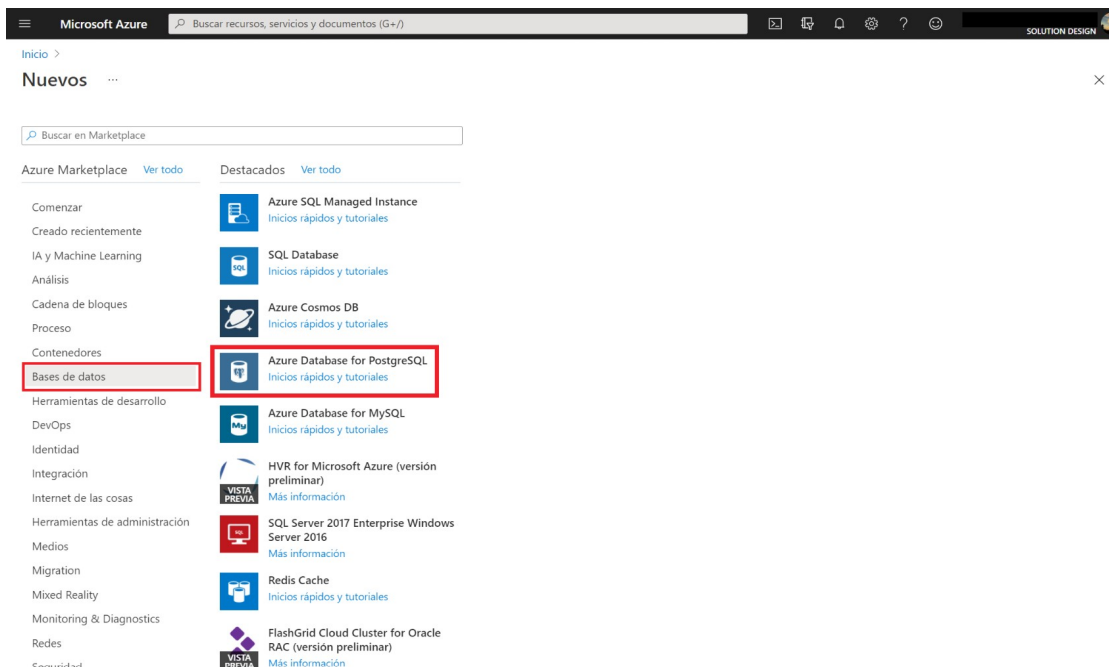 Microsoft Azure
Buscar recursos, servicios y documentos (G+/)
SOLUTION DESIGN
Inicio >
Nuevos ...
Buscar en Marketplace
Azure Marketplace Ver todo
Comenzar
Creado recientemente
IA y Machine Learning
Análisis
Cadena de bloques
Proceso
Contenedores
Bases de datos
Herramientas de desarrollo
DevOps
Identidad
Integración
Internet de las cosas
Herramientas de administración
Medios
Migration
Mixed Reality
Monitoring & Diagnostics
Redes
Seguridad
Destacados Ver todo
Azure SQL Managed Instance
Inicios rápidos y tutoriales
SQL
SQL Database
Inicios rápidos y tutoriales
Azure Cosmos DB
Inicios rápidos y tutoriales
Azure Database for PostgreSQL
Inicios rápidos y tutoriales
My
Azure Database for MySQL
Inicios rápidos y tutoriales
VISTA
PREVIA
HVR for Microsoft Azure (versión
preliminar)
Más información
SQL
SQL Server 2017 Enterprise Windows
Server 2016
Más información
Redis Cache
Inicios rápidos y tutoriales
VISTA
PREVIA
FlashGrid Cloud Cluster for Oracle
RAC (versión preliminar)
Más información